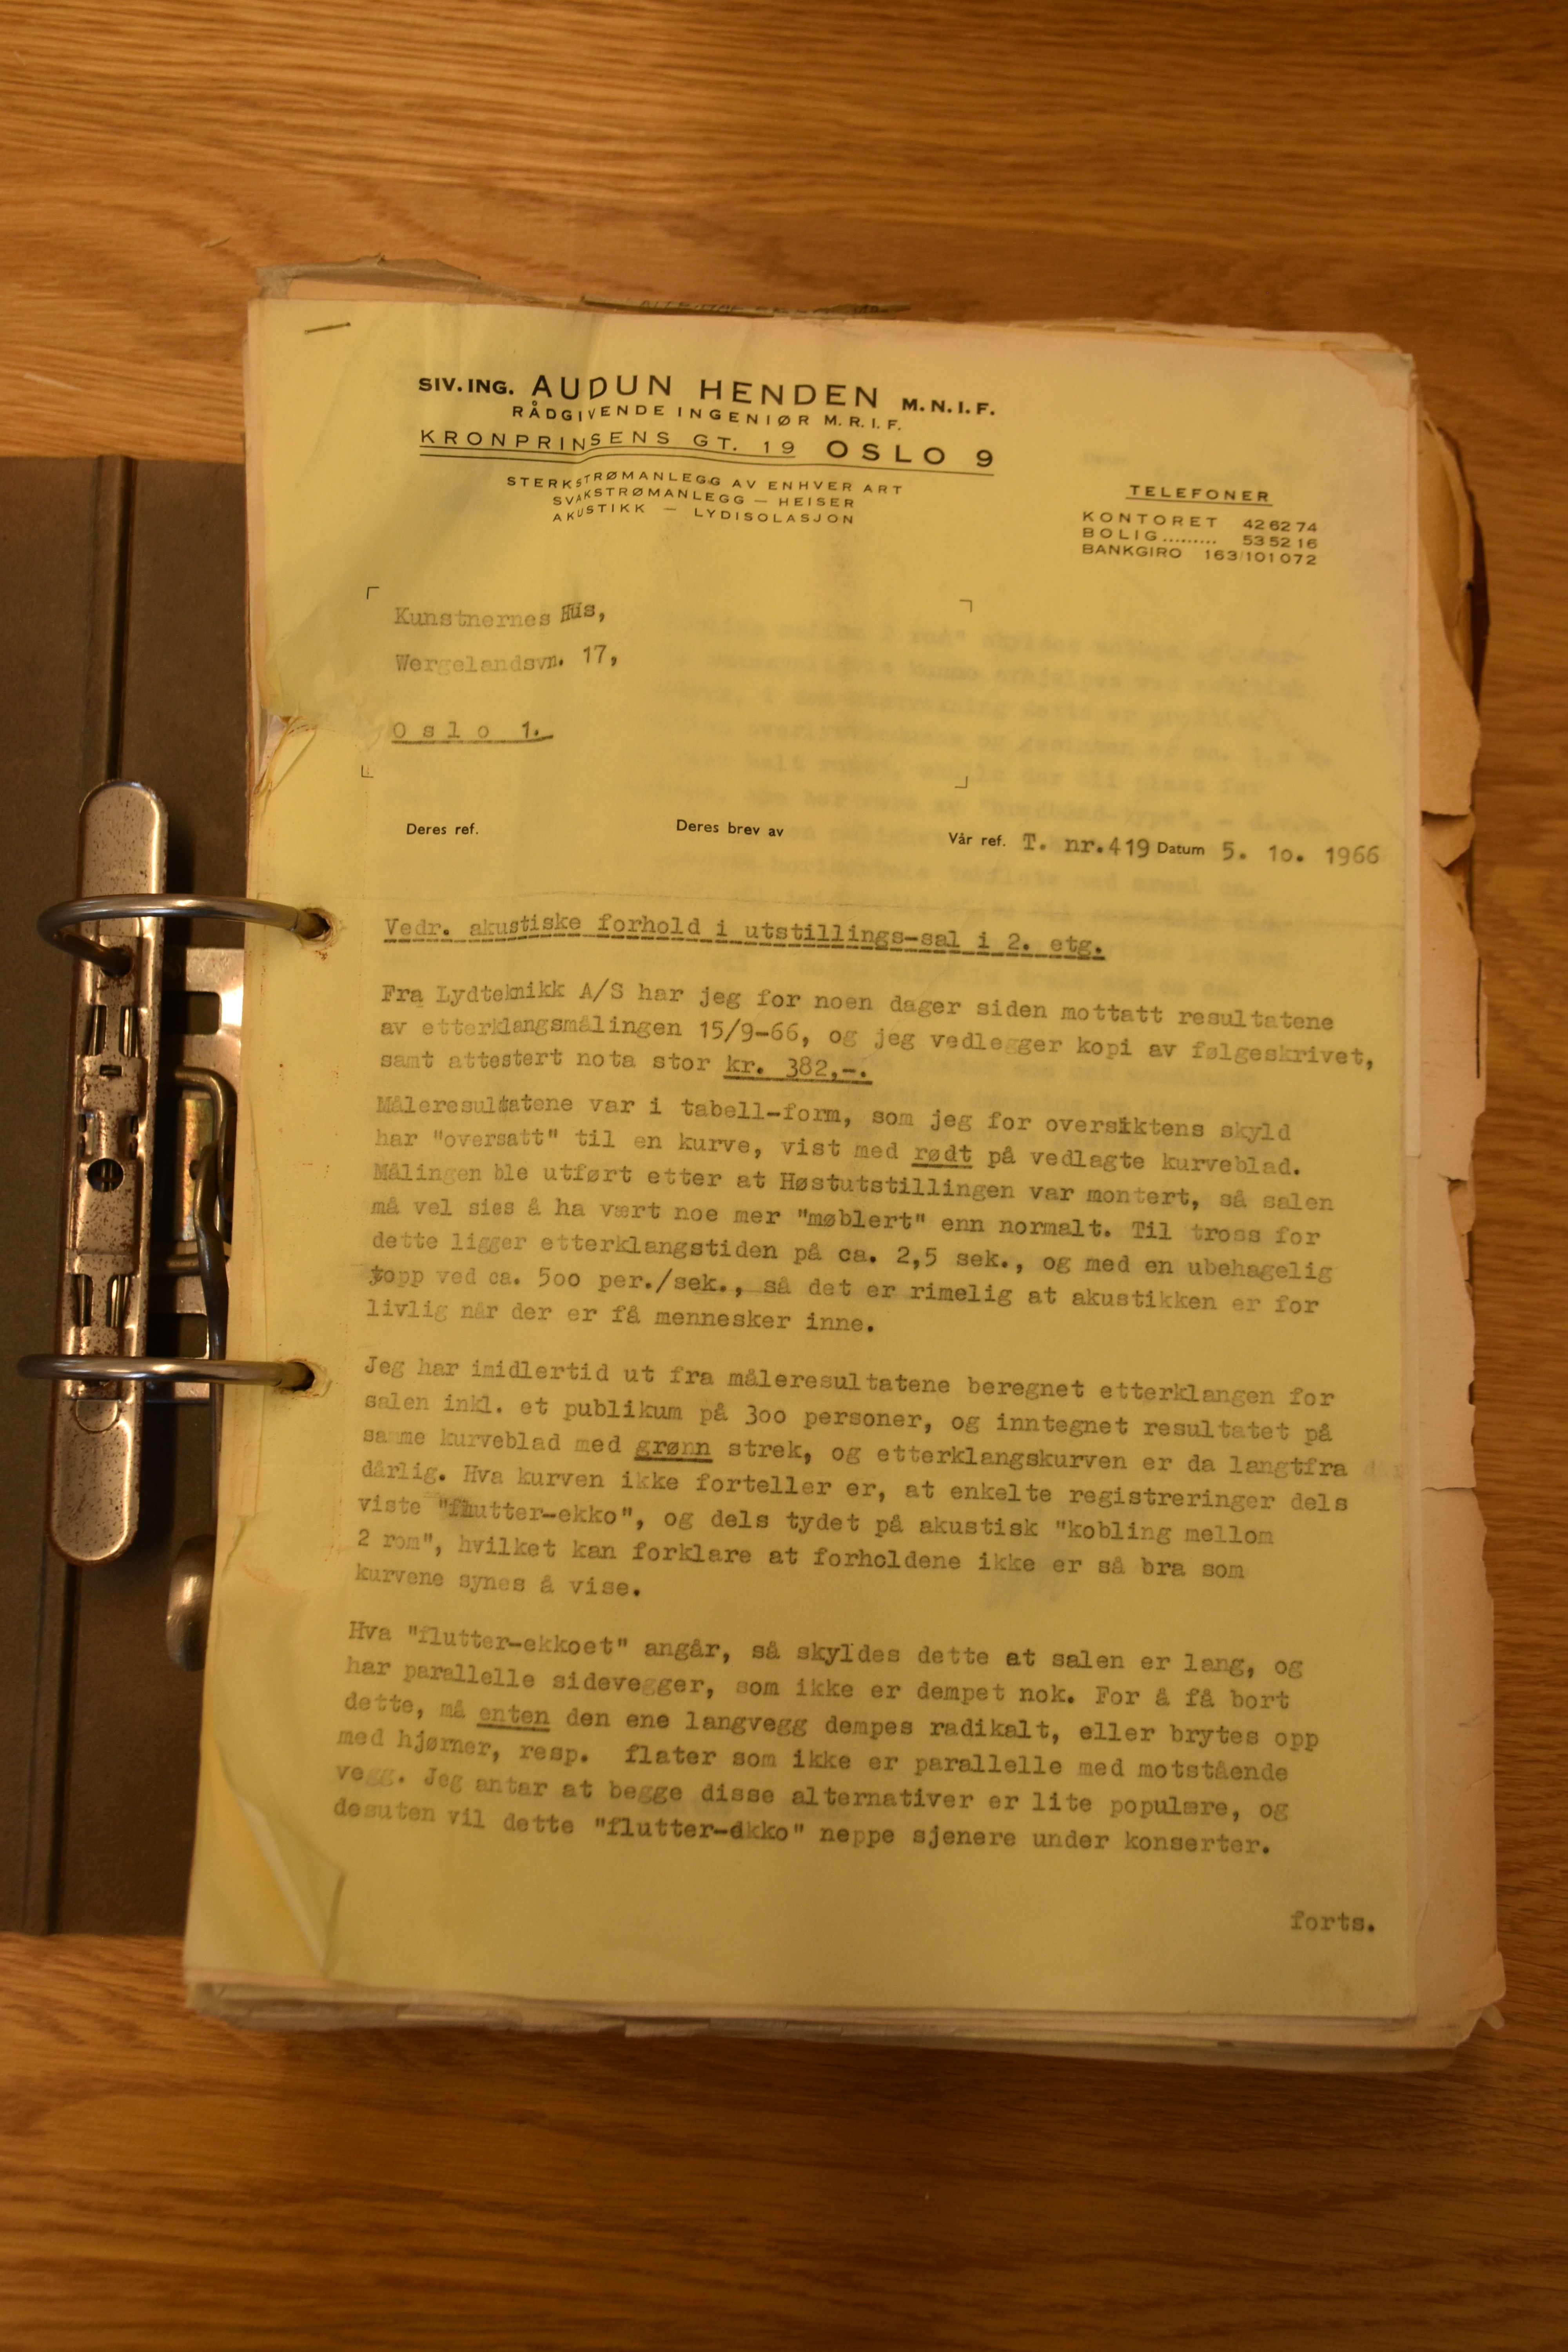 SIV. ING. AUDUN HENDEN M. N. I. F.
RÅDGIVENDE INGENIØR M. R. I. F.
KRONPRINSENS GT. 19 OSLO 9
STERKSTRØMANLEGG AV ENHVER ART
SVAKSTRØMANLEGG — HEISER
AKUSTIKK — LYDISOLASJON
TELEFONER
KONTORET 42 62 74
BOLIG......... 53 52 16
BANKGIRO 163/101072
Kunstnernes Hus,
Wergelandsvn. 17,
O s l o 1.
Deres ref. Deres brev av Vår ref. T. nr.419 Datum 5. 10. 1966
Vedr. akustiske forhold i utstillings-sal i 2. etg.
Fra Lydteknikk A/S har jeg for noen dager siden mottatt resultatene
av etterklangsmålingen 15/9-66, og jeg vedlegger kopi av følgeskrivet,
samt attestert nota stor kr. 382,-.
Måleresultatene var i tabell-form, som jeg for oversiktens skyld
har "oversatt" til en kurve, vist med rødt på vedlagte kurveblad.
Målingen ble utført etter at Høstutstillingen var montert, så salen
må vel sies å ha vært noe mer "møblert" enn normalt. Til tross for
dette ligger etterklangstiden på ca. 2,5 sek., og med en ubehagelig
topp ved ca. 500 per./sek., så det er rimelig at akustikken er for
livlig når der er få mennesker inne.
Jeg har imidlertid ut fra måleresultatene beregnet etterklangen for
salen inkl. et publikum på 300 personer, og inntegnet resultatet på
samme kurveblad med grønn strek, og etterklangskurven er da langtfra
dårlig. Hva kurven ikke forteller er, at enkelte registreringer dels
viste "flutter-ekko", og dels tydet på akustisk "kobling mellom
2 rom", hvilket kan forklare at forholdene ikke er så bra som
kurvene synes å vise.
Hva "flutter-ekkoet" angår, så skyldes dette at salen er lang, og
har parallelle sidevegger, som ikke er dempet nok. For å få bort
dette, må enten den ene langvegg dempes radikalt, eller brytes opp
med hjørner, resp. flater som ikke er parallelle med motstående
vegg. Jeg antar at begge disse alternativer er lite populære, og
desuten vil dette "flutter-ekko" neppe sjenere under konserter.
forts.